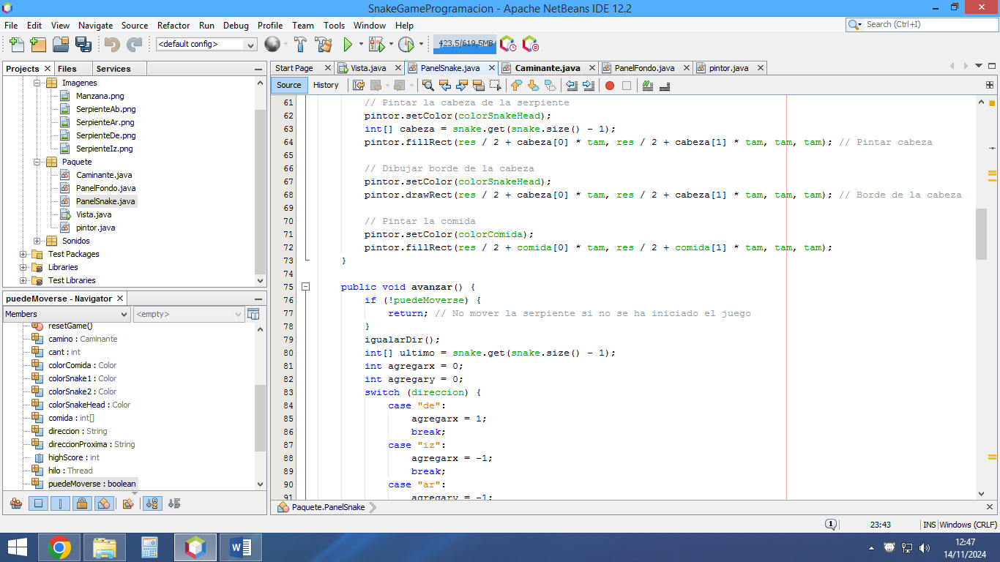 SnakeGameProgramacion - Apache NetBeans IDE 12.2
File Edit View Navigate Source Refactor Run Debug Profile Team Tools Window Help
Search (Ctrl+I)
<default config>
423,5/619,5MB
Projects Files Services
Imagenes
Manzana.png
SerpienteAb.png
SerpienteAr.png
SerpienteDe.png
SerpienteIz.png
Paquete
Caminante.java
PanelFondo.java
PanelSnake.java
Vista.java
pintor.java
Sonidos
Test Packages
Libraries
Test Libraries
puedeMoverse - Navigator
Members
<empty>
resetGame()
camino : Caminante
cant : int
colorComida : Color
colorSnake1 : Color
colorSnake2 : Color
colorSnakeHead : Color
comida : int[]
direccion : String
direccionProxima : String
highScore : int
hilo : Thread
puedeMoverse : boolean
Start Page Vista.java PanelSnake.java Caminante.java PanelFondo.java pintor.java
Source History
61 // Pintar la cabeza de la serpiente
62 pintor.setColor(colorSnakeHead);
63 int[] cabeza = snake.get(snake.size() - 1);
64 pintor.fillRect(res / 2 + cabeza[0] * tam, res / 2 + cabeza[1] * tam, tam, tam); // Pintar cabeza
65
66 // Dibujar borde de la cabeza
67 pintor.setColor(colorSnakeHead);
68 pintor.drawRect(res / 2 + cabeza[0] * tam, res / 2 + cabeza[1] * tam, tam, tam); // Borde de la cabeza
69
70 // Pintar la comida
71 pintor.setColor(colorComida);
72 pintor.fillRect(res / 2 + comida[0] * tam, res / 2 + comida[1] * tam, tam, tam);
73 }
74
75 public void avanzar() {
76 if (!puedeMoverse) {
77 return; // No mover la serpiente si no se ha iniciado el juego
78 }
79 igualarDir();
80 int[] ultimo = snake.get(snake.size() - 1);
81 int agregarx = 0;
82 int agregary = 0;
83 switch (direccion) {
84 case "de":
85 agregarx = 1;
86 break;
87 case "iz":
88 agregarx = -1;
89 break;
90 case "ar":
91 agregary = -1;
Paquete.PanelSnake
1
23:43
INS
Windows (CRLF)
12:47
14/11/2024